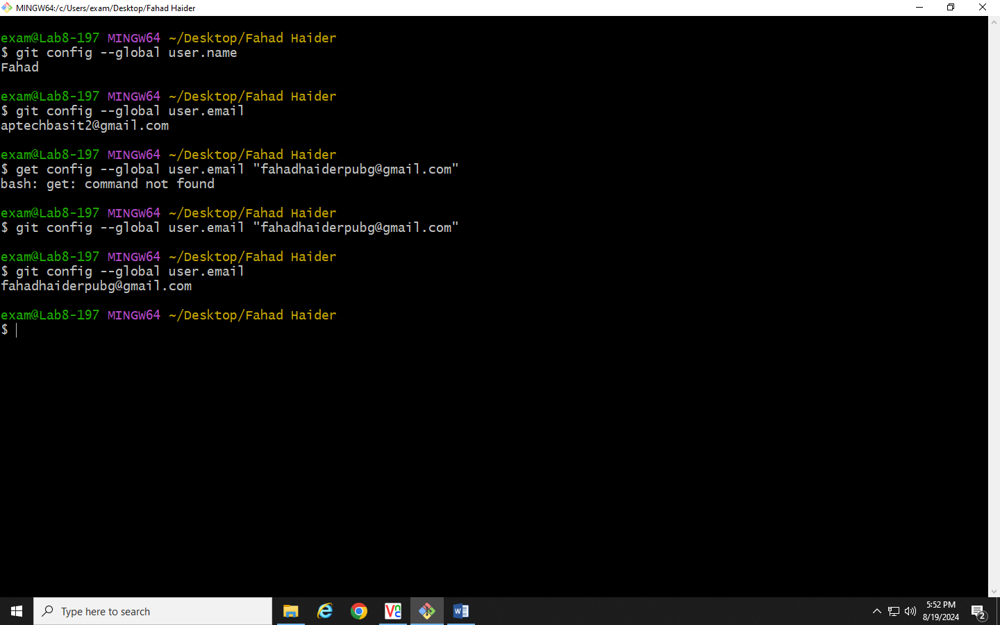 MINGW64:/c/Users/exam/Desktop/Fahad Haider
exam@Lab8-197 MINGW64 ~/Desktop/Fahad Haider
$ git config --global user.name
Fahad
exam@Lab8-197 MINGW64 ~/Desktop/Fahad Haider
$ git config --global user.email
aptechbasit2@gmail.com
exam@Lab8-197 MINGW64 ~/Desktop/Fahad Haider
$ get config --global user.email "fahadhaiderpubg@gmail.com"
bash: get: command not found
exam@Lab8-197 MINGW64 ~/Desktop/Fahad Haider
$ git config --global user.email "fahadhaiderpubg@gmail.com"
exam@Lab8-197 MINGW64 ~/Desktop/Fahad Haider
$ git config --global user.email
fahadhaiderpubg@gmail.com
exam@Lab8-197 MINGW64 ~/Desktop/Fahad Haider
$
Type here to search
5:52 PM
8/19/2024
2